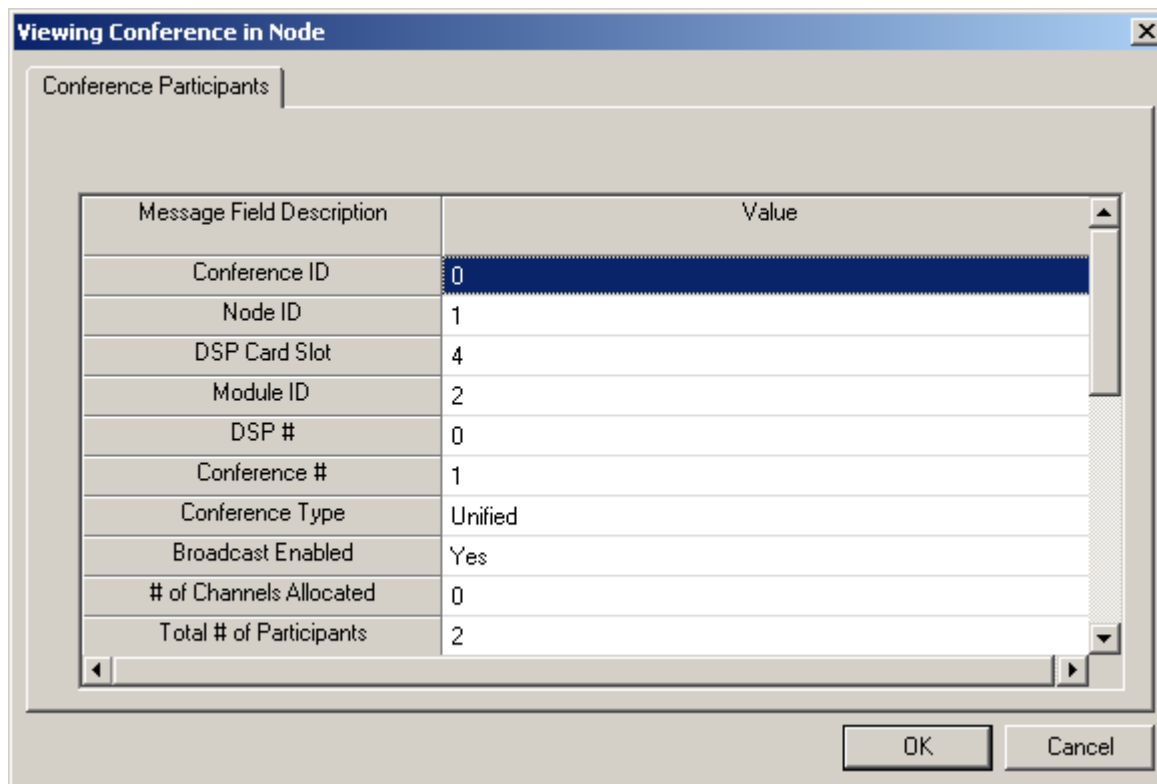 Viewing Conference in Node
Conference Participants
Message Field Description Value
Conference ID 0
Node ID 1
DSP Card Slot 4
Module ID 2
DSP # 0
Conference # 1
Conference Type Unified
Broadcast Enabled Yes
# of Channels Allocated 0
Total # of Participants 2
OK Cancel